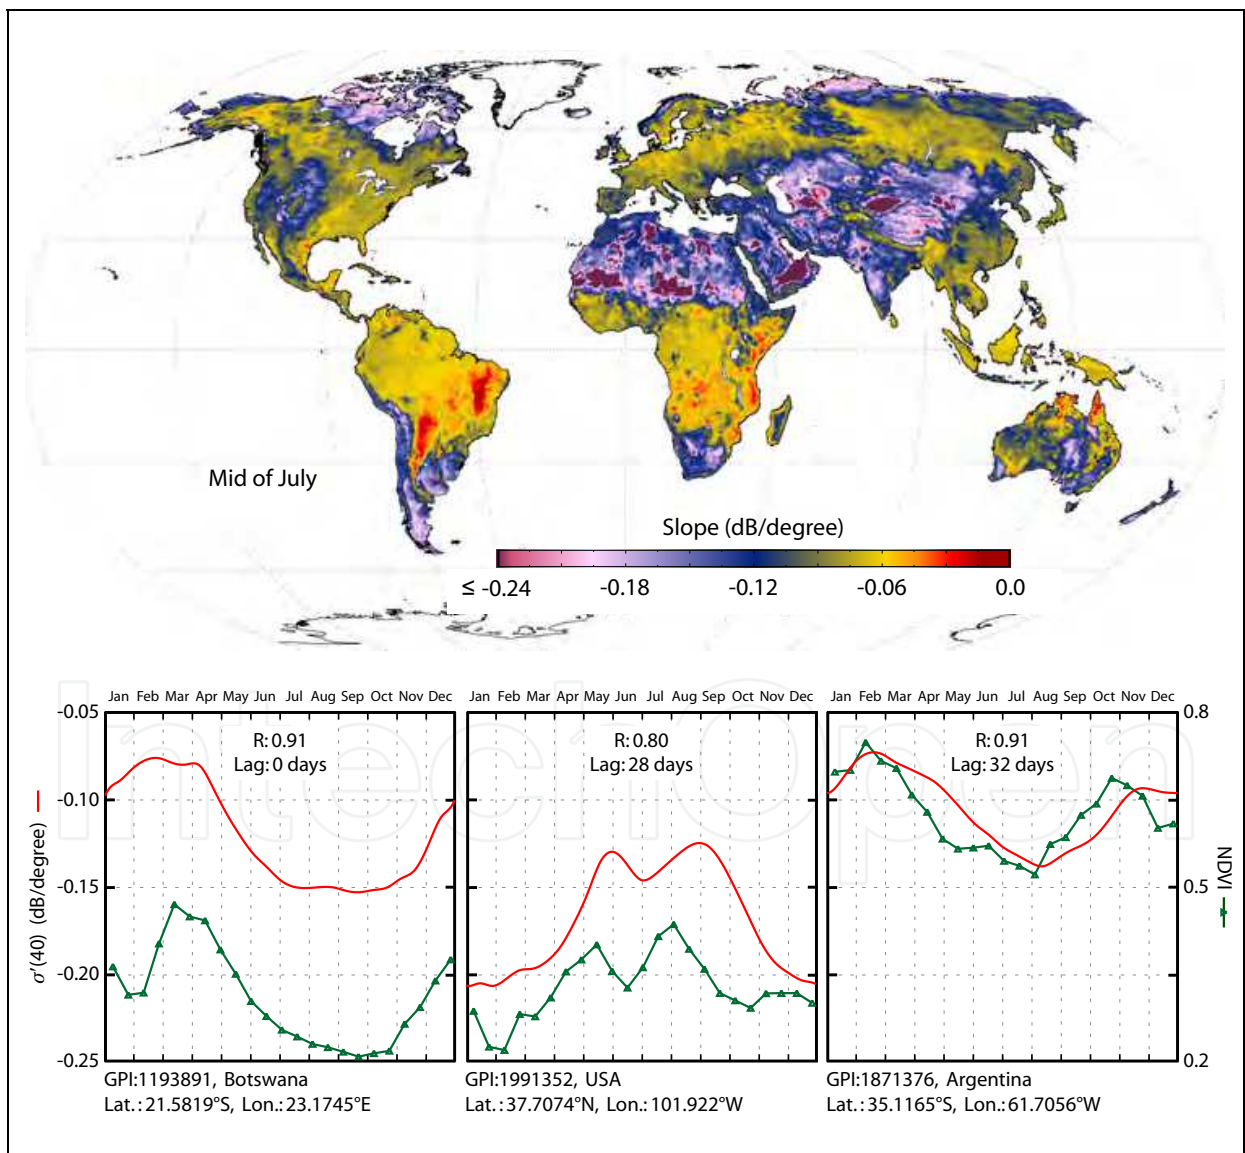 Mid of July
Slope (dB/degree)
≤ -0.24 -0.18 -0.12 -0.06 0.0
Jan Feb Mar Apr May Jun Jul Aug Sep Oct Nov Dec
Jan Feb Mar Apr May Jun Jul Aug Sep Oct Nov Dec
Jan Feb Mar Apr May Jun Jul Aug Sep Oct Nov Dec
-0.05
-0.10
-0.15
-0.20
-0.25
σ′(40) (dB/degree)
R: 0.91
Lag: 0 days
R: 0.80
Lag: 28 days
R: 0.91
Lag: 32 days
0.8
0.5
0.2
NDVI
IntechOpen
GPI:1193891, Botswana
Lat.: 21.5819°S, Lon.: 23.1745°E
GPI:1991352, USA
Lat.: 37.7074°N, Lon.: 101.922°W
GPI:1871376, Argentina
Lat.: 35.1165°S, Lon.: 61.7056°W